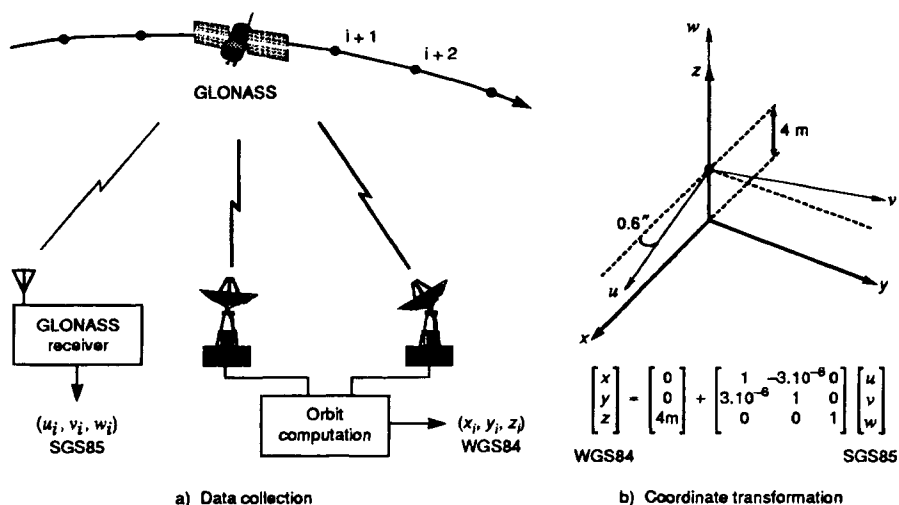 i + 1
i + 2
GLONASS
GLONASS
receiver
(u_i, v_i, w_i)
SGS85
Orbit
computation
(x_i, y_i, z_i)
WGS84
a) Data collection
w
z
4 m
v
0.6"
u
y
x
[x y z] = [0 0 4m] + [1 -3.10^-6 0; 3.10^-6 1 0; 0 0 1] [u v w]
WGS84 SGS85
b) Coordinate transformation